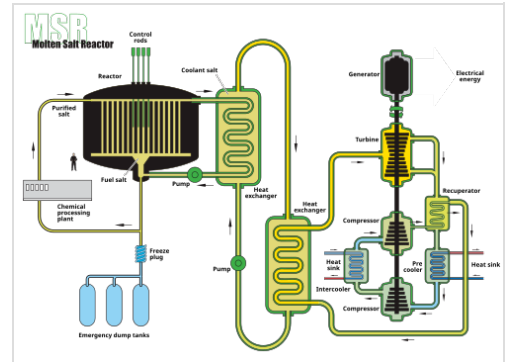 MSR
Molten Salt Reactor
Control
rods
Reactor
Coolant salt
Purified
salt
Fuel salt
Pump
Heat
exchanger
Chemical
processing
plant
Freeze
plug
Emergency dump tanks
Pump
Heat
exchanger
Generator
Electrical
energy
Turbine
Recuperator
Compressor
Heat
sink
Intercooler
Pre
cooler
Heat sink
Compressor